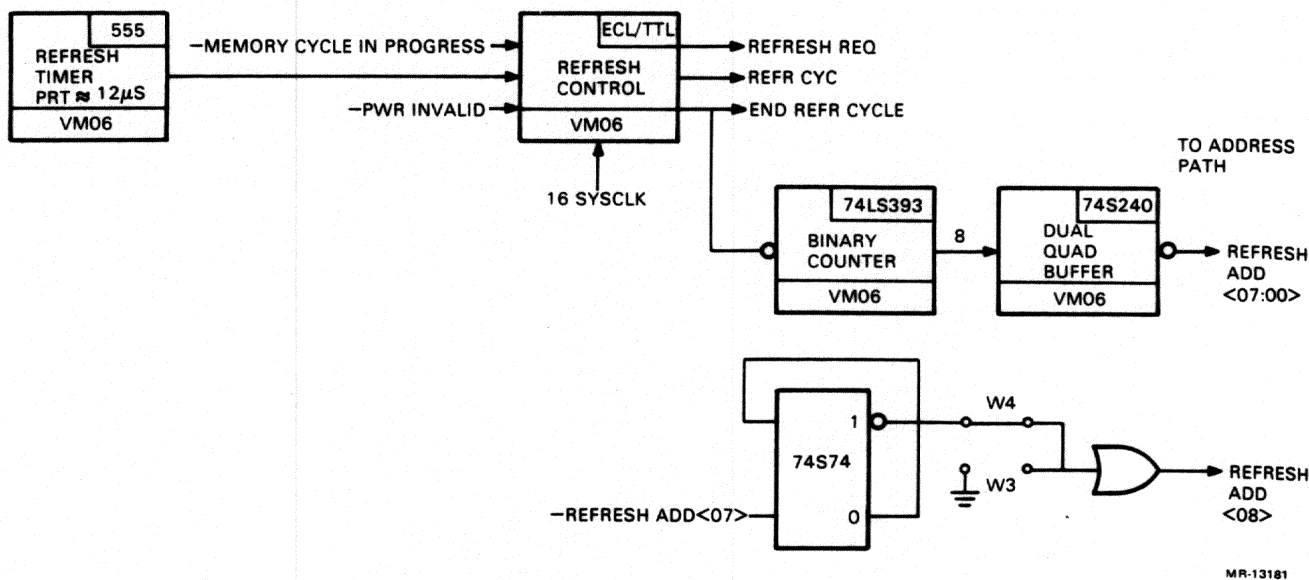 555
REFRESH
TIMER
PRT ≈ 12μS
VM06
−MEMORY CYCLE IN PROGRESS
−PWR INVALID
ECL/TTL
REFRESH
CONTROL
VM06
16 SYSCLK
REFRESH REQ
REFR CYC
END REFR CYCLE
TO ADDRESS
PATH
74LS393
BINARY
COUNTER
VM06
8
74S240
DUAL
QUAD
BUFFER
VM06
REFRESH
ADD
<07:00>
1
74S74
0
−REFRESH ADD<07>
W4
W3
REFRESH
ADD
<08>
MR-13181